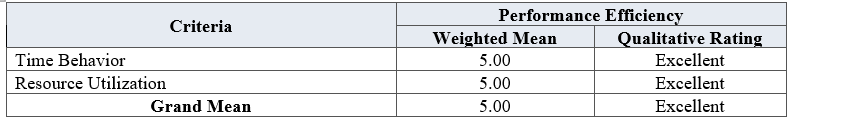 Criteria
Performance Efficiency
Weighted Mean Qualitative Rating
Time Behavior 5.00 Excellent
Resource Utilization 5.00 Excellent
Grand Mean 5.00 Excellent